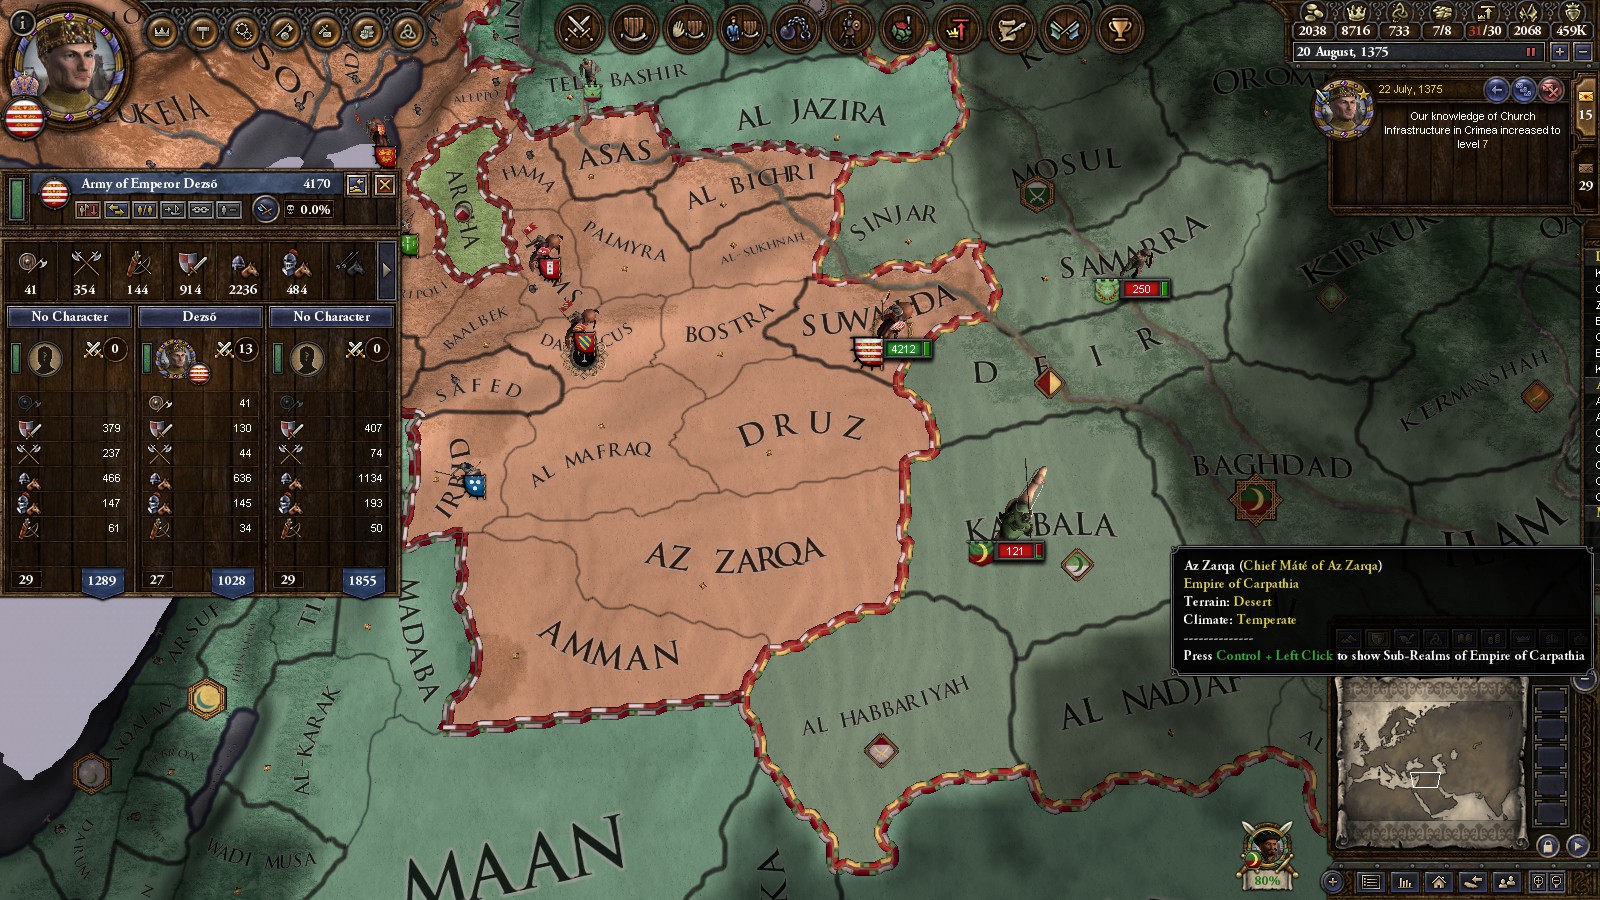 2038 8716 733 7/8 31/30 2068 459K
20 August, 1375
22 July, 1375
Our knowledge of Church
Infrastructure in Crimea increased to
level 7
15
29
Army of Emperor Dezső 4170
0.0%
41 354 144 914 2236 484
No Character Dezső No Character
0 13 0
41
379 130 407
237 44 74
466 636 1134
147 145 193
61 34 50
29 1289 27 1028 29 1855
TELL BASHIR
ALEPPO
AL JAZIRA
MOSUL
ASAS
HAMA
AL BICHRI
ARQHA
PALMYRA
AL-SUKHNAH
SINJAR
SAMARRA
KIRKUK
250
BAALBEK
BOSTRA
4212
DEIR
KERMANSHAH
SAFED
DRUZ
AL MAFRAQ
IRBID
BAGHDAD
AZ ZARQA
121
ILAM
MADABA
AMMAN
ARSUF
AL HABBARIYAH
AL NADJAF
AL-KARAK
HEBRON
WADI MUSA
MAAN
Az Zarqa (Chief Máté of Az Zarqa)
Empire of Carpathia
Terrain: Desert
Climate: Temperate
--------------
Press Control + Left Click to show Sub-Realms of Empire of Carpathia
80%